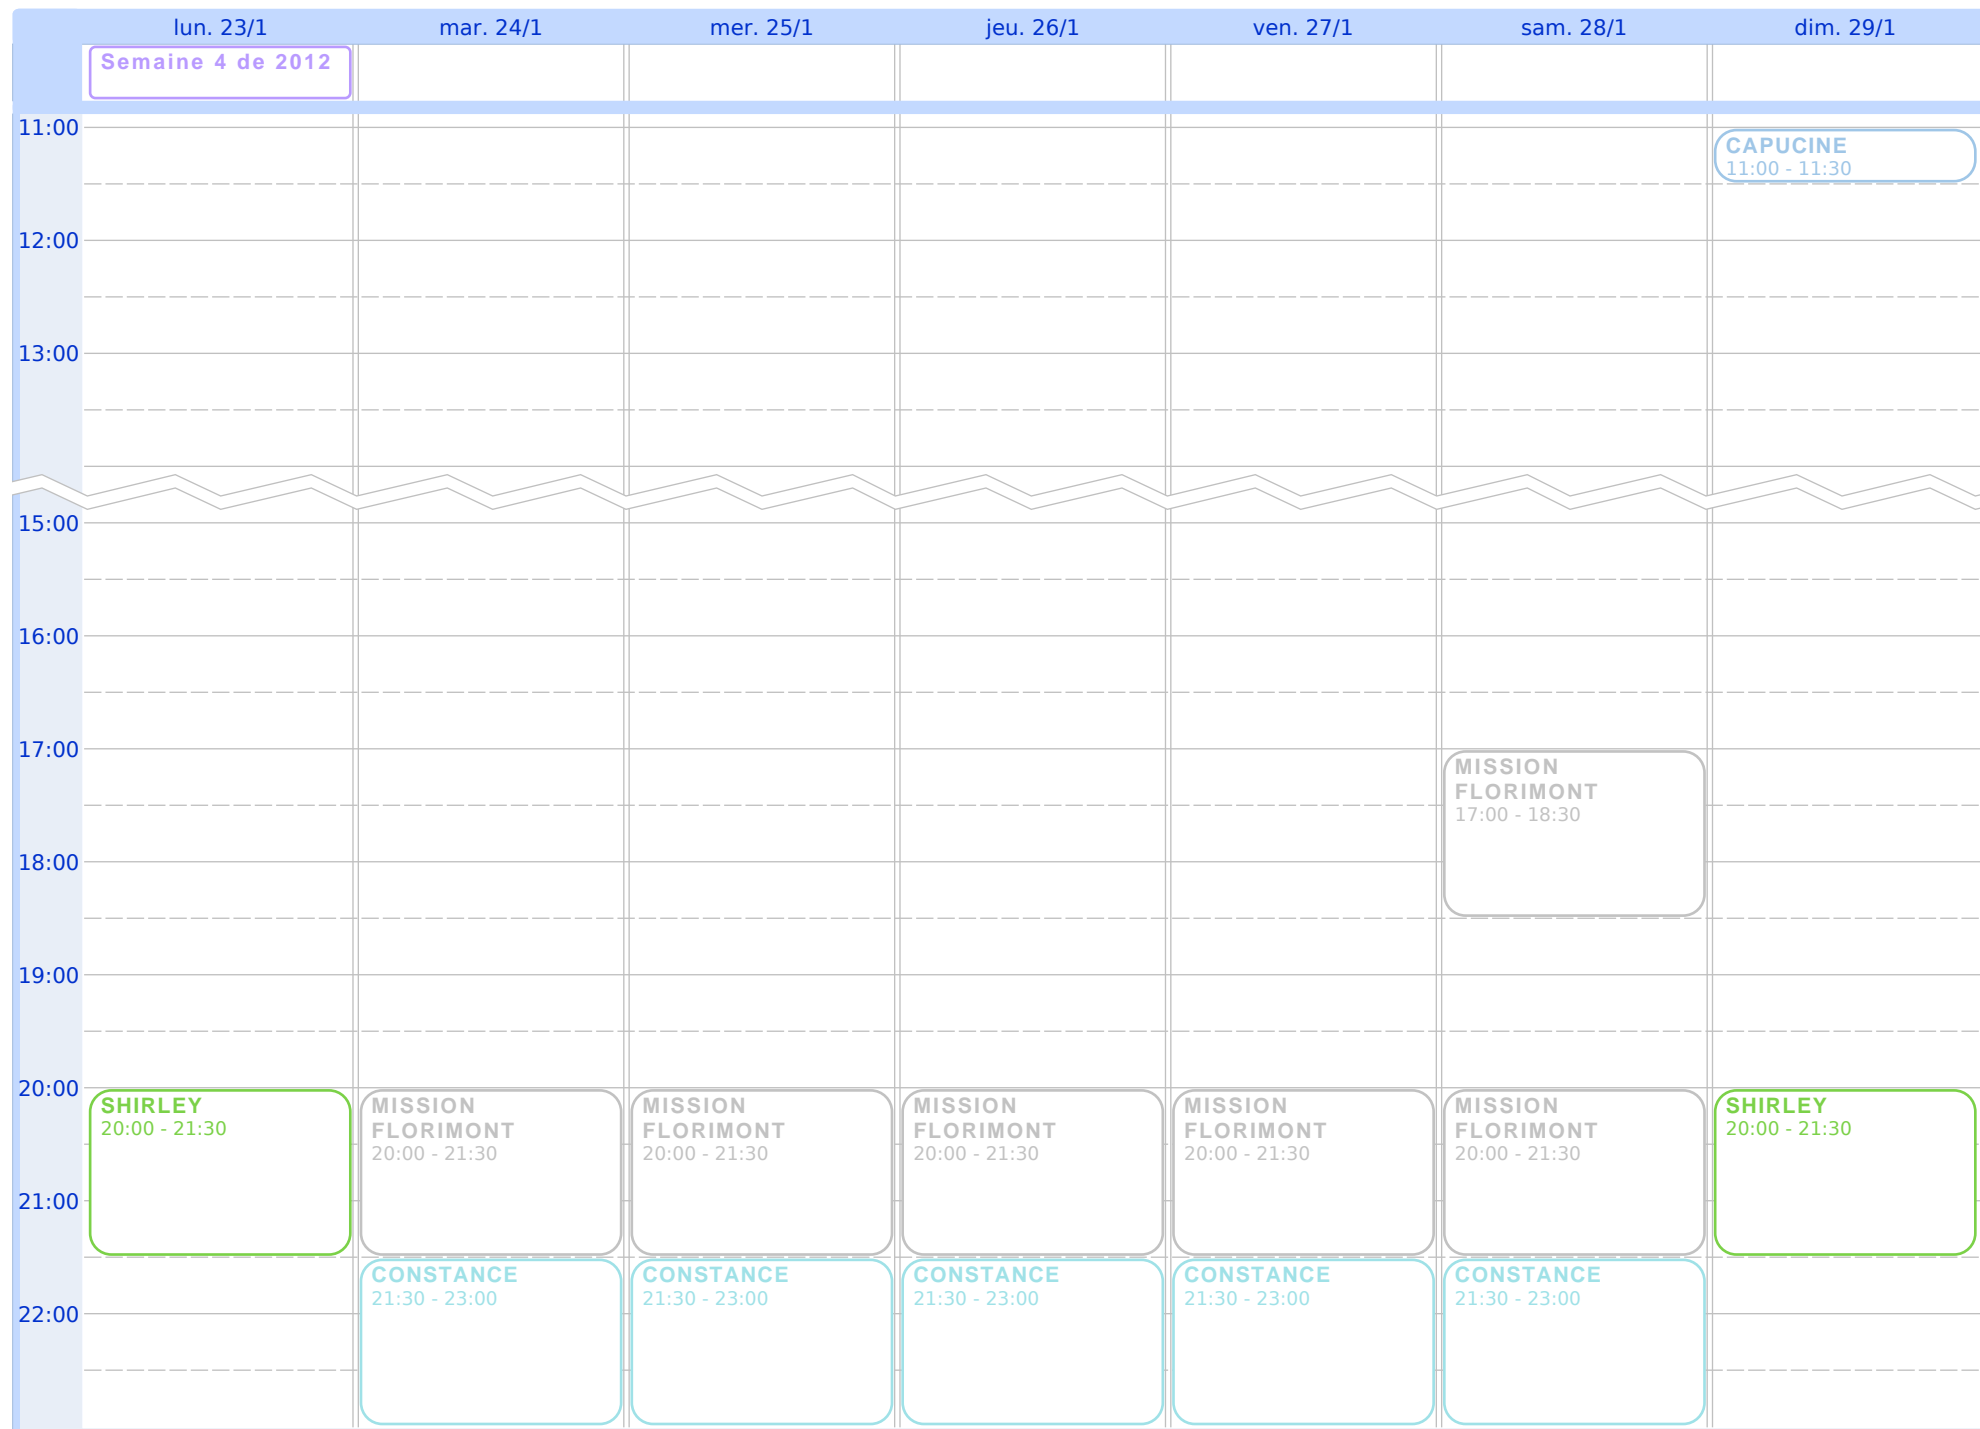 lun. 23/1 mar. 24/1 mer. 25/1 jeu. 26/1 ven. 27/1 sam. 28/1 dim. 29/1
Semaine 4 de 2012
11:00
CAPUCINE
11:00 - 11:30
12:00
13:00
15:00
16:00
17:00
MISSION
FLORIMONT
17:00 - 18:30
18:00
19:00
20:00
SHIRLEY
20:00 - 21:30
MISSION
FLORIMONT
20:00 - 21:30
MISSION
FLORIMONT
20:00 - 21:30
MISSION
FLORIMONT
20:00 - 21:30
MISSION
FLORIMONT
20:00 - 21:30
MISSION
FLORIMONT
20:00 - 21:30
SHIRLEY
20:00 - 21:30
21:00
CONSTANCE
21:30 - 23:00
CONSTANCE
21:30 - 23:00
CONSTANCE
21:30 - 23:00
CONSTANCE
21:30 - 23:00
CONSTANCE
21:30 - 23:00
22:00